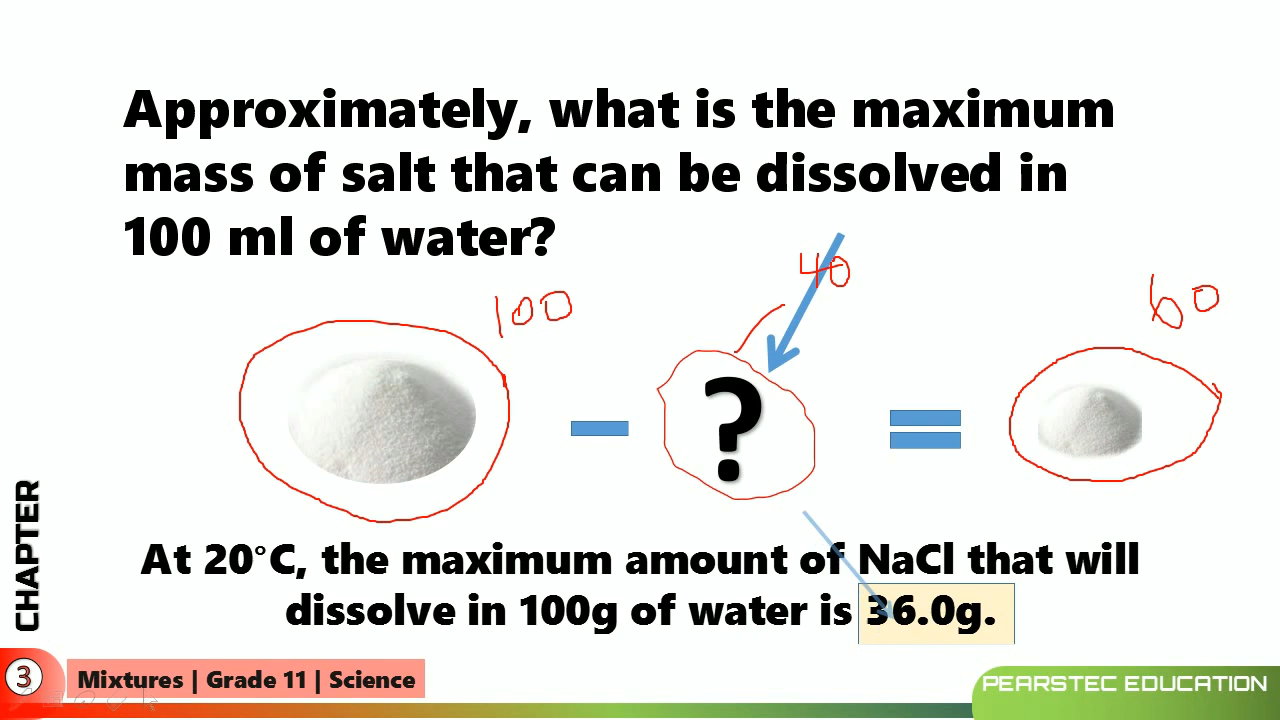 Approximately, what is the maximum
mass of salt that can be dissolved in
100 ml of water?
100
40
60
?
At 20°C, the maximum amount of NaCl that will
dissolve in 100g of water is 36.0g.
CHAPTER
3
Mixtures | Grade 11 | Science
PEARSTEC EDUCATION